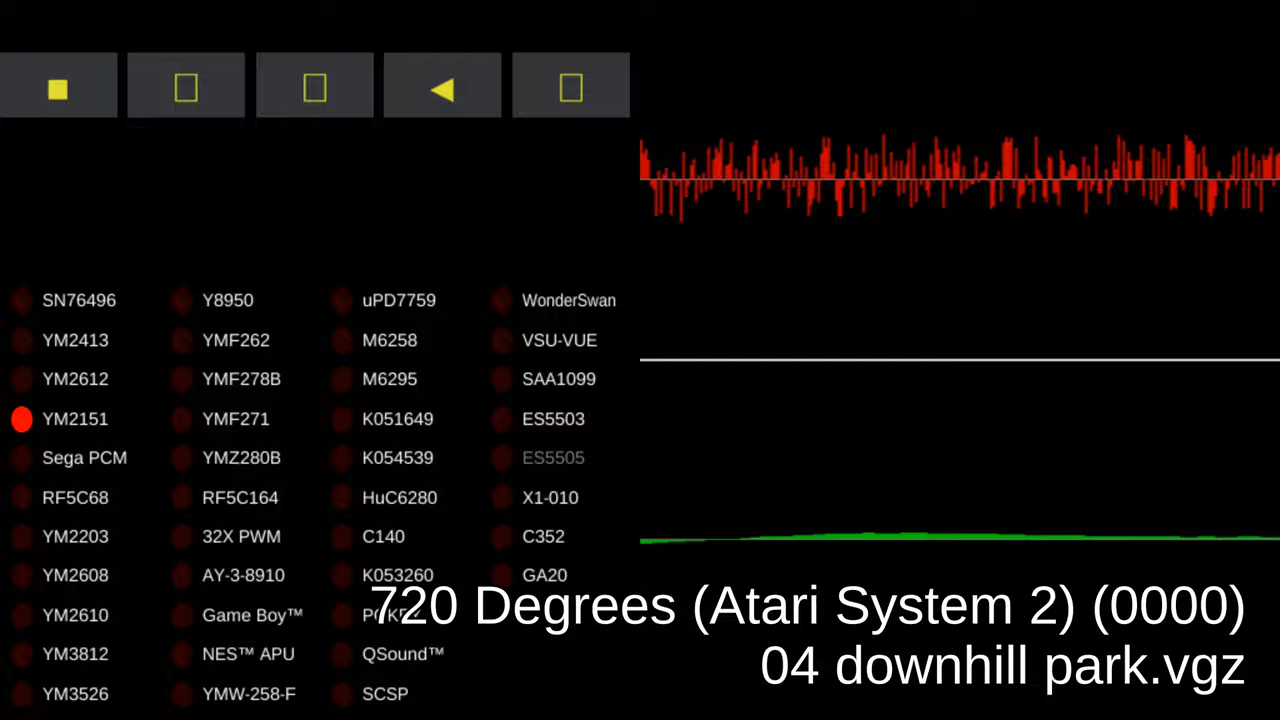 SN76496 Y8950 uPD7759 WonderSwan
YM2413 YMF262 M6258 VSU-VUE
YM2612 YMF278B M6295 SAA1099
YM2151 YMF271 K051649 ES5503
Sega PCM YMZ280B K054539 ES5505
RF5C68 RF5C164 HuC6280 X1-010
YM2203 32X PWM C140 C352
YM2608 AY-3-8910 K053260 GA20
YM2610 Game Boy™
YM3812 NES™ APU QSound™
YM3526 YMW-258-F SCSP
720 Degrees (Atari System 2) (0000)
04 downhill park.vgz